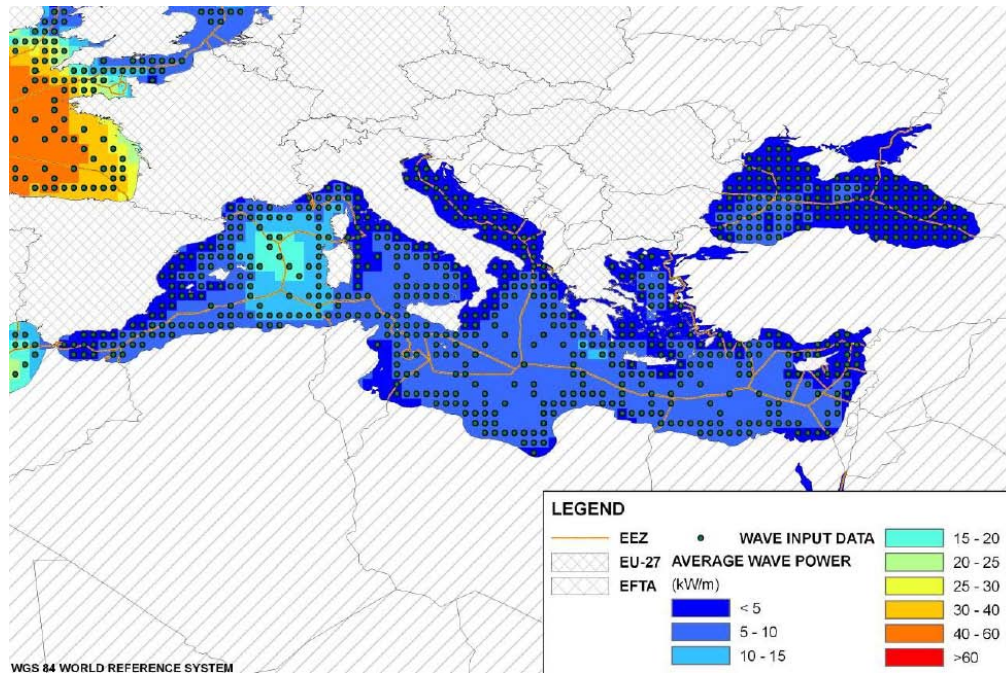 LEGEND
EEZ
EU-27
EFTA
WAVE INPUT DATA
AVERAGE WAVE POWER
(kW/m)
< 5
5 - 10
10 - 15
15 - 20
20 - 25
25 - 30
30 - 40
40 - 60
>60
WGS 84 WORLD REFERENCE SYSTEM